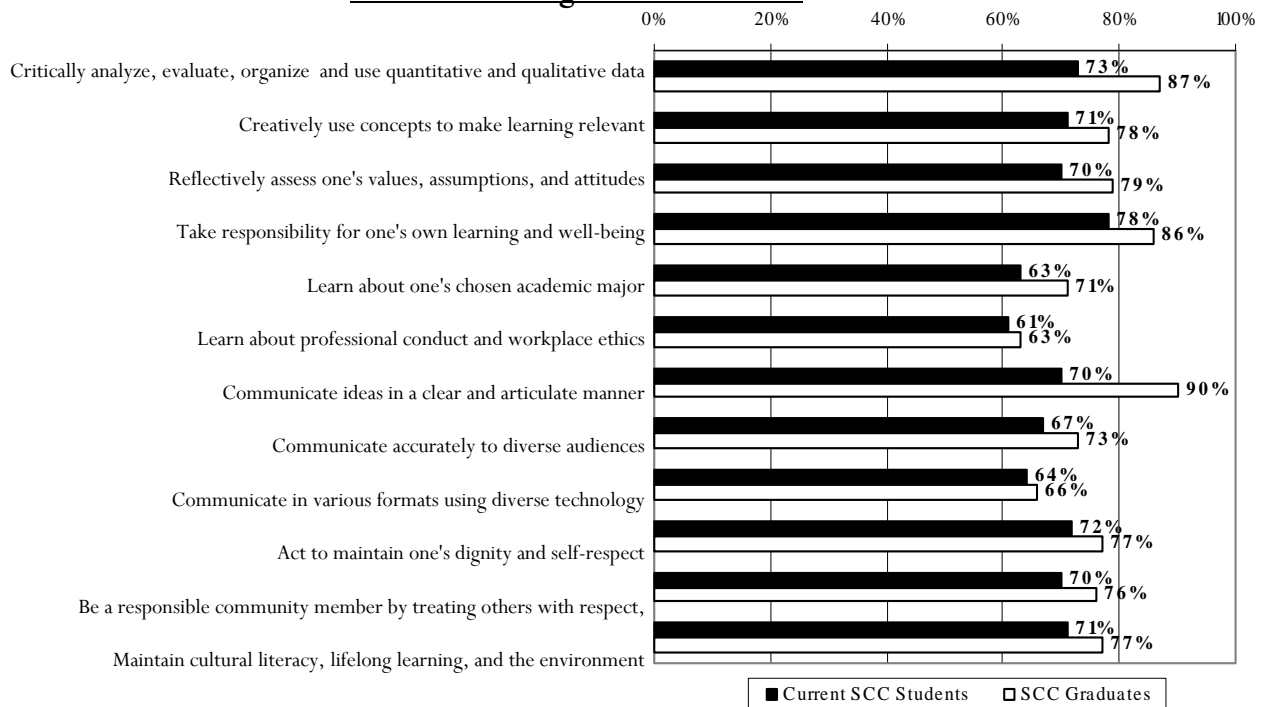 0% 20% 40% 60% 80% 100%
Critically analyze, evaluate, organize and use quantitative and qualitative data
73%
87%
Creatively use concepts to make learning relevant
71%
78%
Reflectively assess one's values, assumptions, and attitudes
70%
79%
Take responsibility for one's own learning and well-being
78%
86%
Learn about one's chosen academic major
63%
71%
Learn about professional conduct and workplace ethics
61%
63%
Communicate ideas in a clear and articulate manner
70%
90%
Communicate accurately to diverse audiences
67%
73%
Communicate in various formats using diverse technology
64%
66%
Act to maintain one's dignity and self-respect
72%
77%
Be a responsible community member by treating others with respect,
70%
76%
Maintain cultural literacy, lifelong learning, and the environment
71%
77%
Current SCC Students SCC Graduates